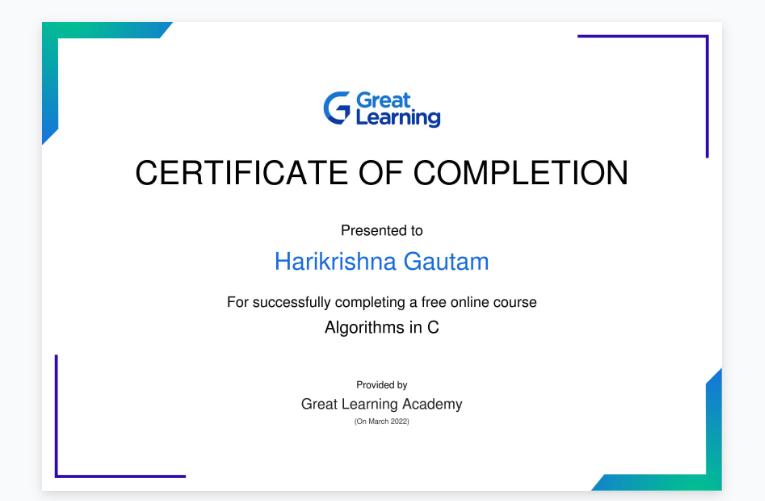 Great
Learning
CERTIFICATE OF COMPLETION
Presented to
Harikrishna Gautam
For successfully completing a free online course
Algorithms in C
Provided by
Great Learning Academy
(On March 2022)